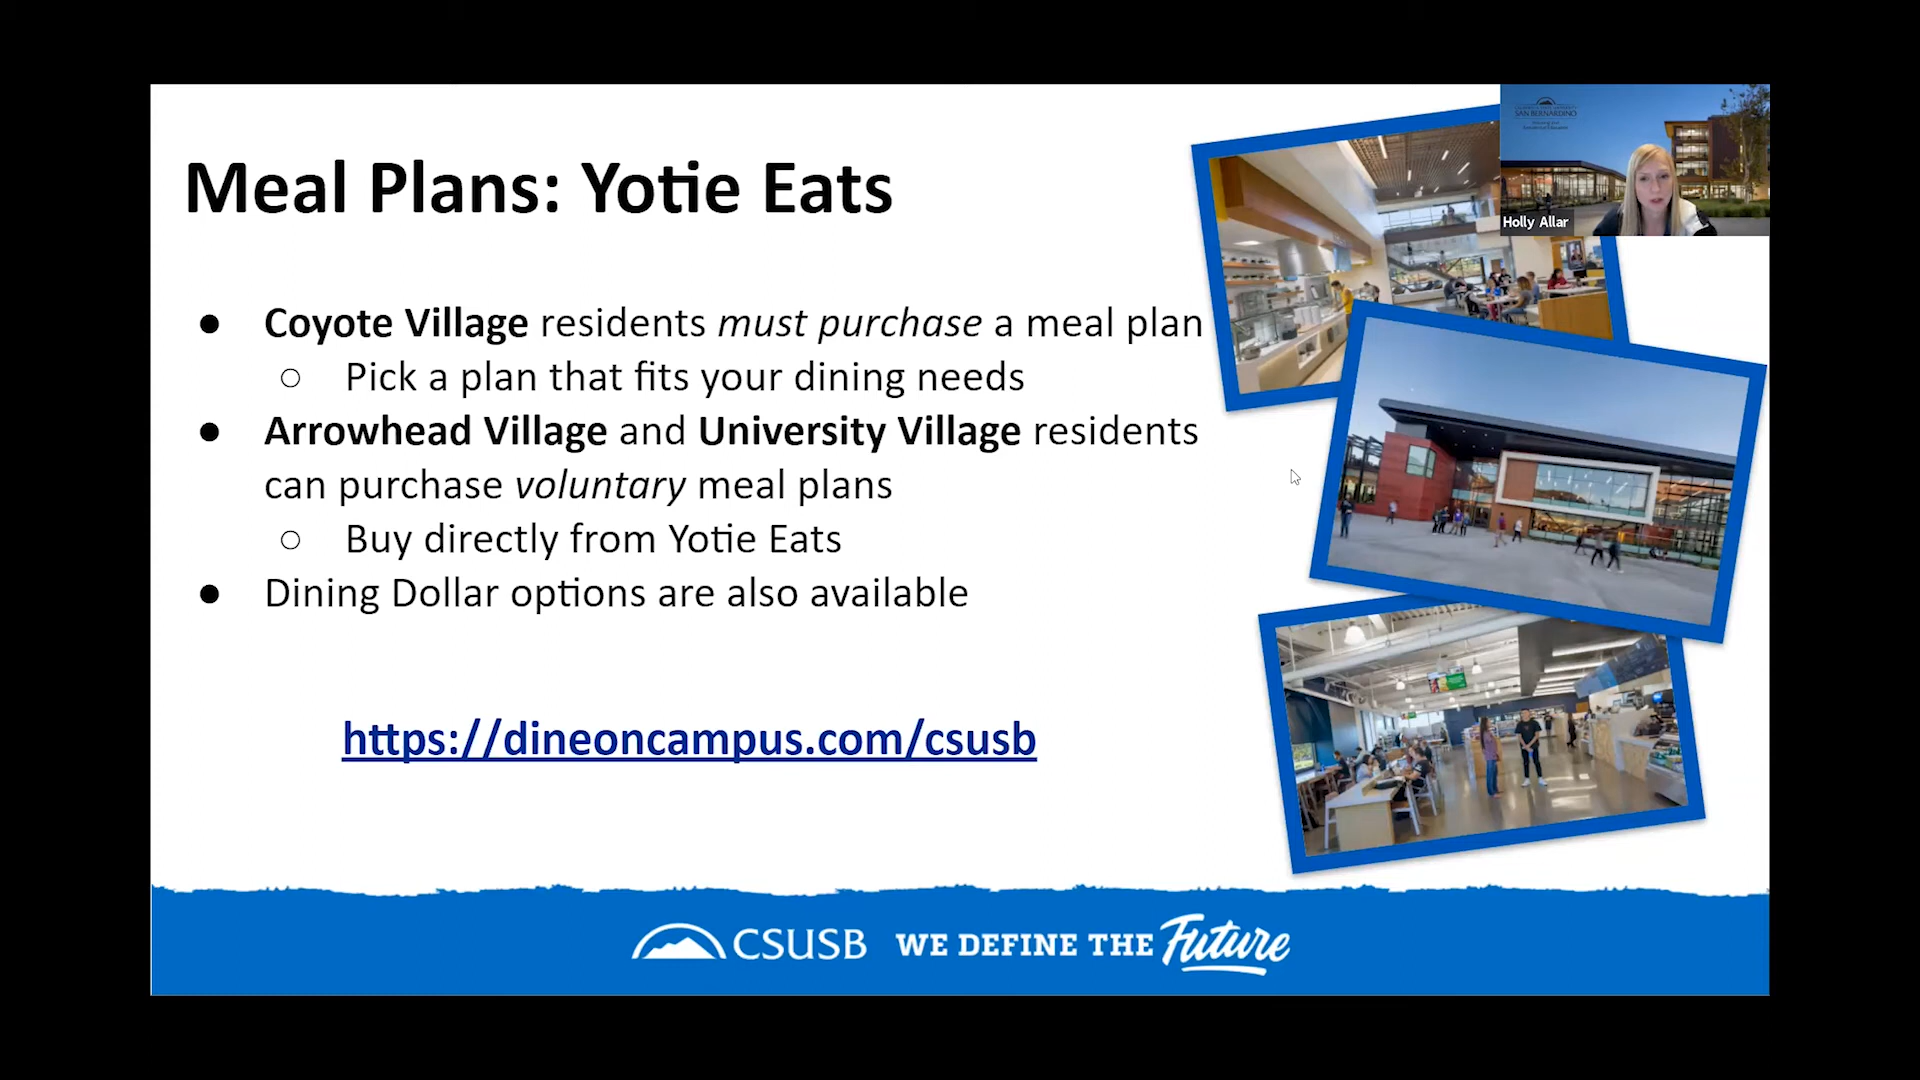 Meal Plans: Yotie Eats
SAN BERNARDINO
Holly Allar
● Coyote Village residents must purchase a meal plan
○ Pick a plan that fits your dining needs
● Arrowhead Village and University Village residents
can purchase voluntary meal plans
○ Buy directly from Yotie Eats
● Dining Dollar options are also available
https://dineoncampus.com/csusb
CSUSB WE DEFINE THE Future